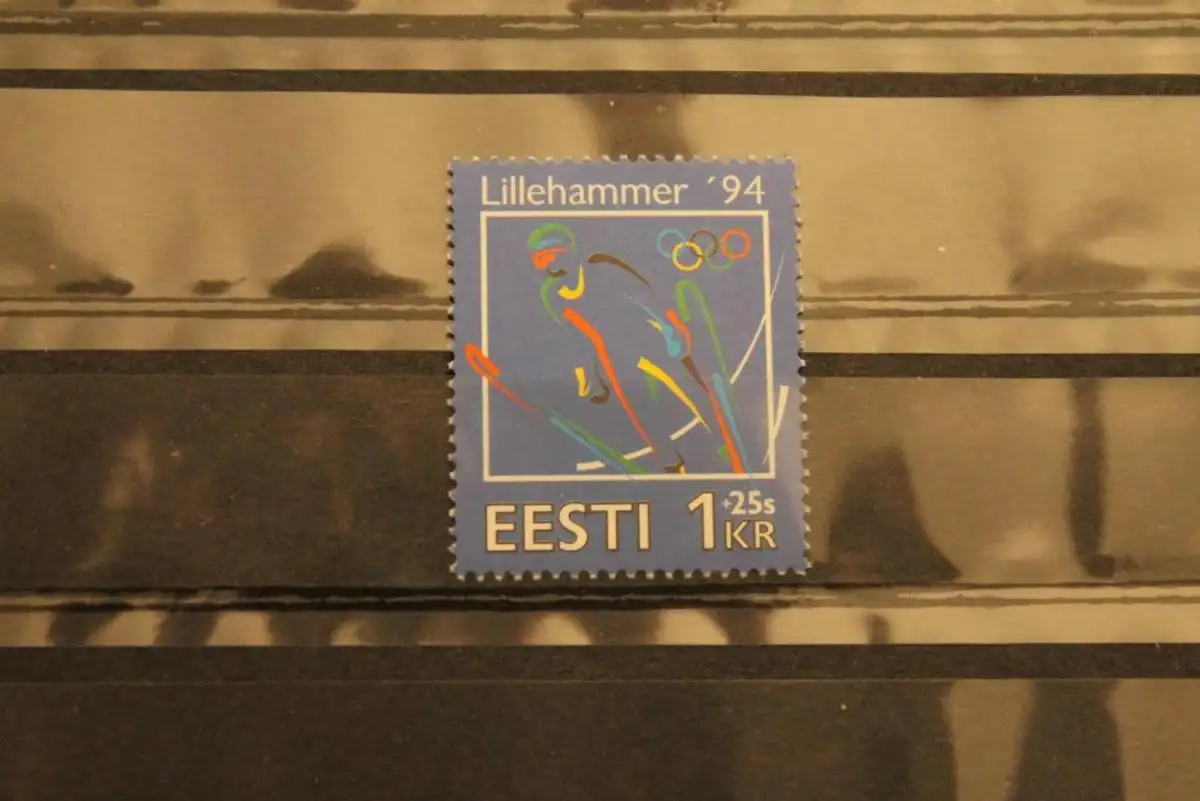 Lillehammer ´94
EESTI 1 +25s
KR